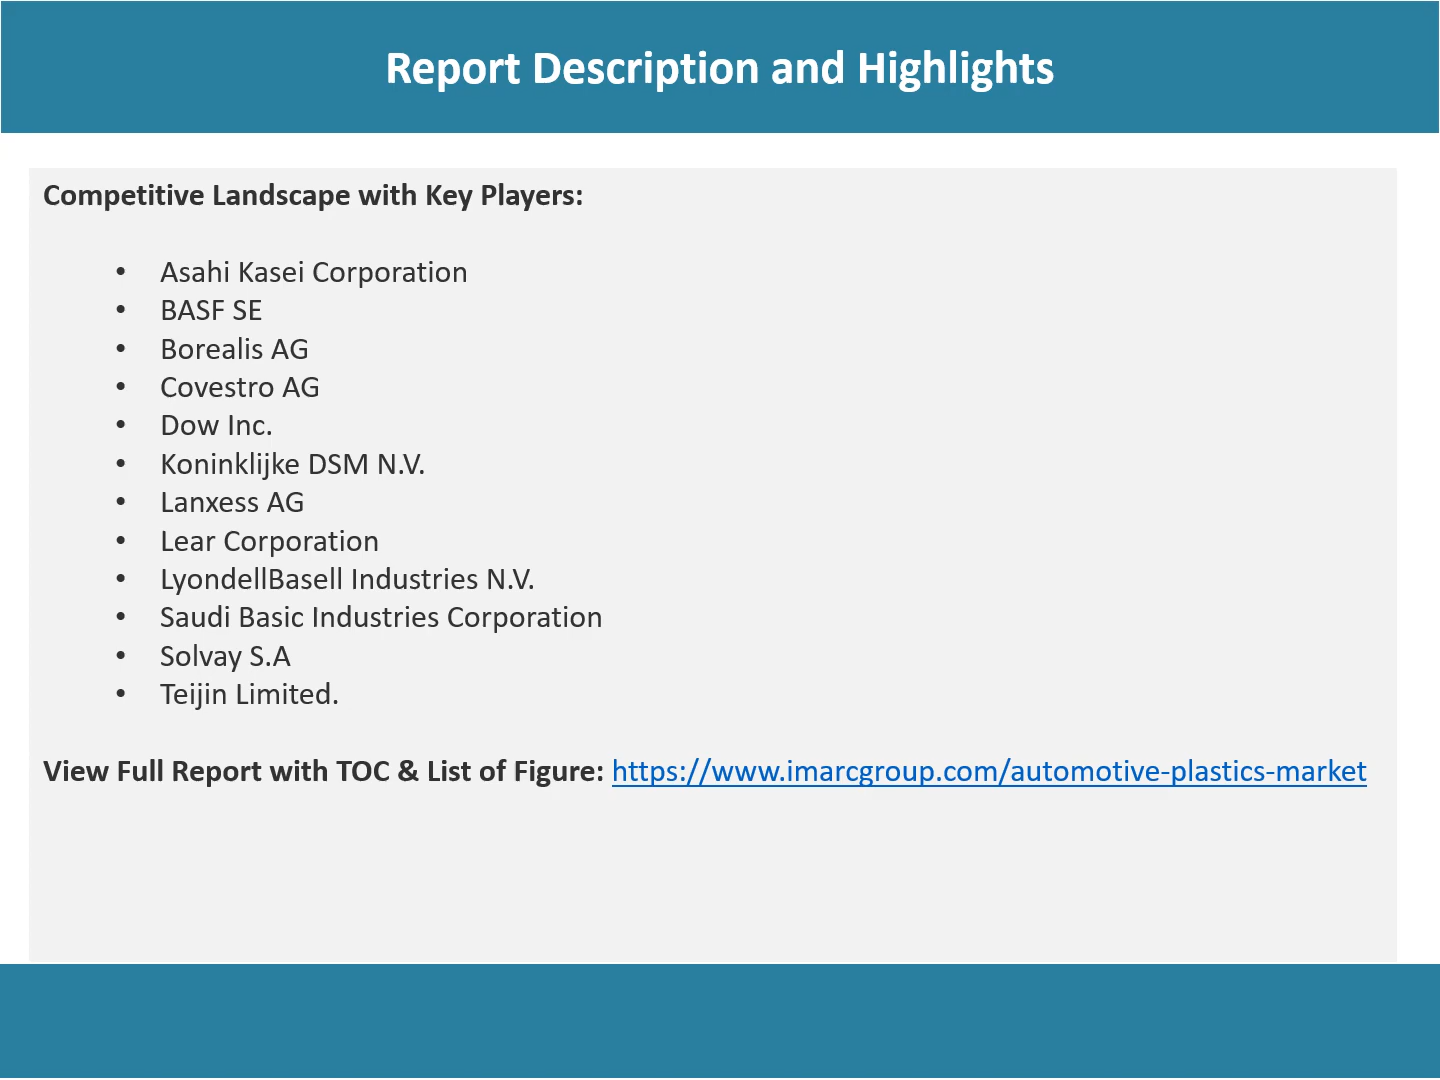 Report Description and Highlights
Competitive Landscape with Key Players:
• Asahi Kasei Corporation
• BASF SE
• Borealis AG
• Covestro AG
• Dow Inc.
• Koninklijke DSM N.V.
• Lanxess AG
• Lear Corporation
• LyondellBasell Industries N.V.
• Saudi Basic Industries Corporation
• Solvay S.A
• Teijin Limited.
View Full Report with TOC & List of Figure: https://www.imarcgroup.com/automotive-plastics-market